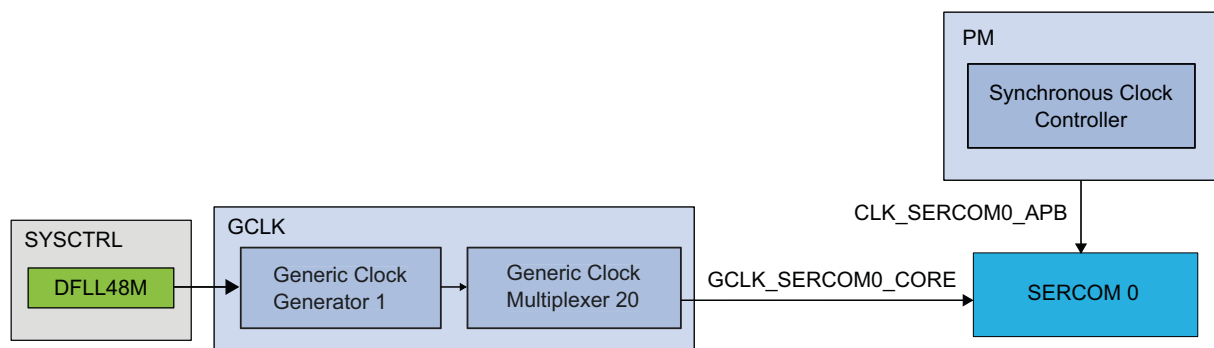 PM
Synchronous Clock
Controller
CLK_SERCOM0_APB
SYSCTRL
DFLL48M
GCLK
Generic Clock
Generator 1
Generic Clock
Multiplexer 20
GCLK_SERCOM0_CORE
SERCOM 0